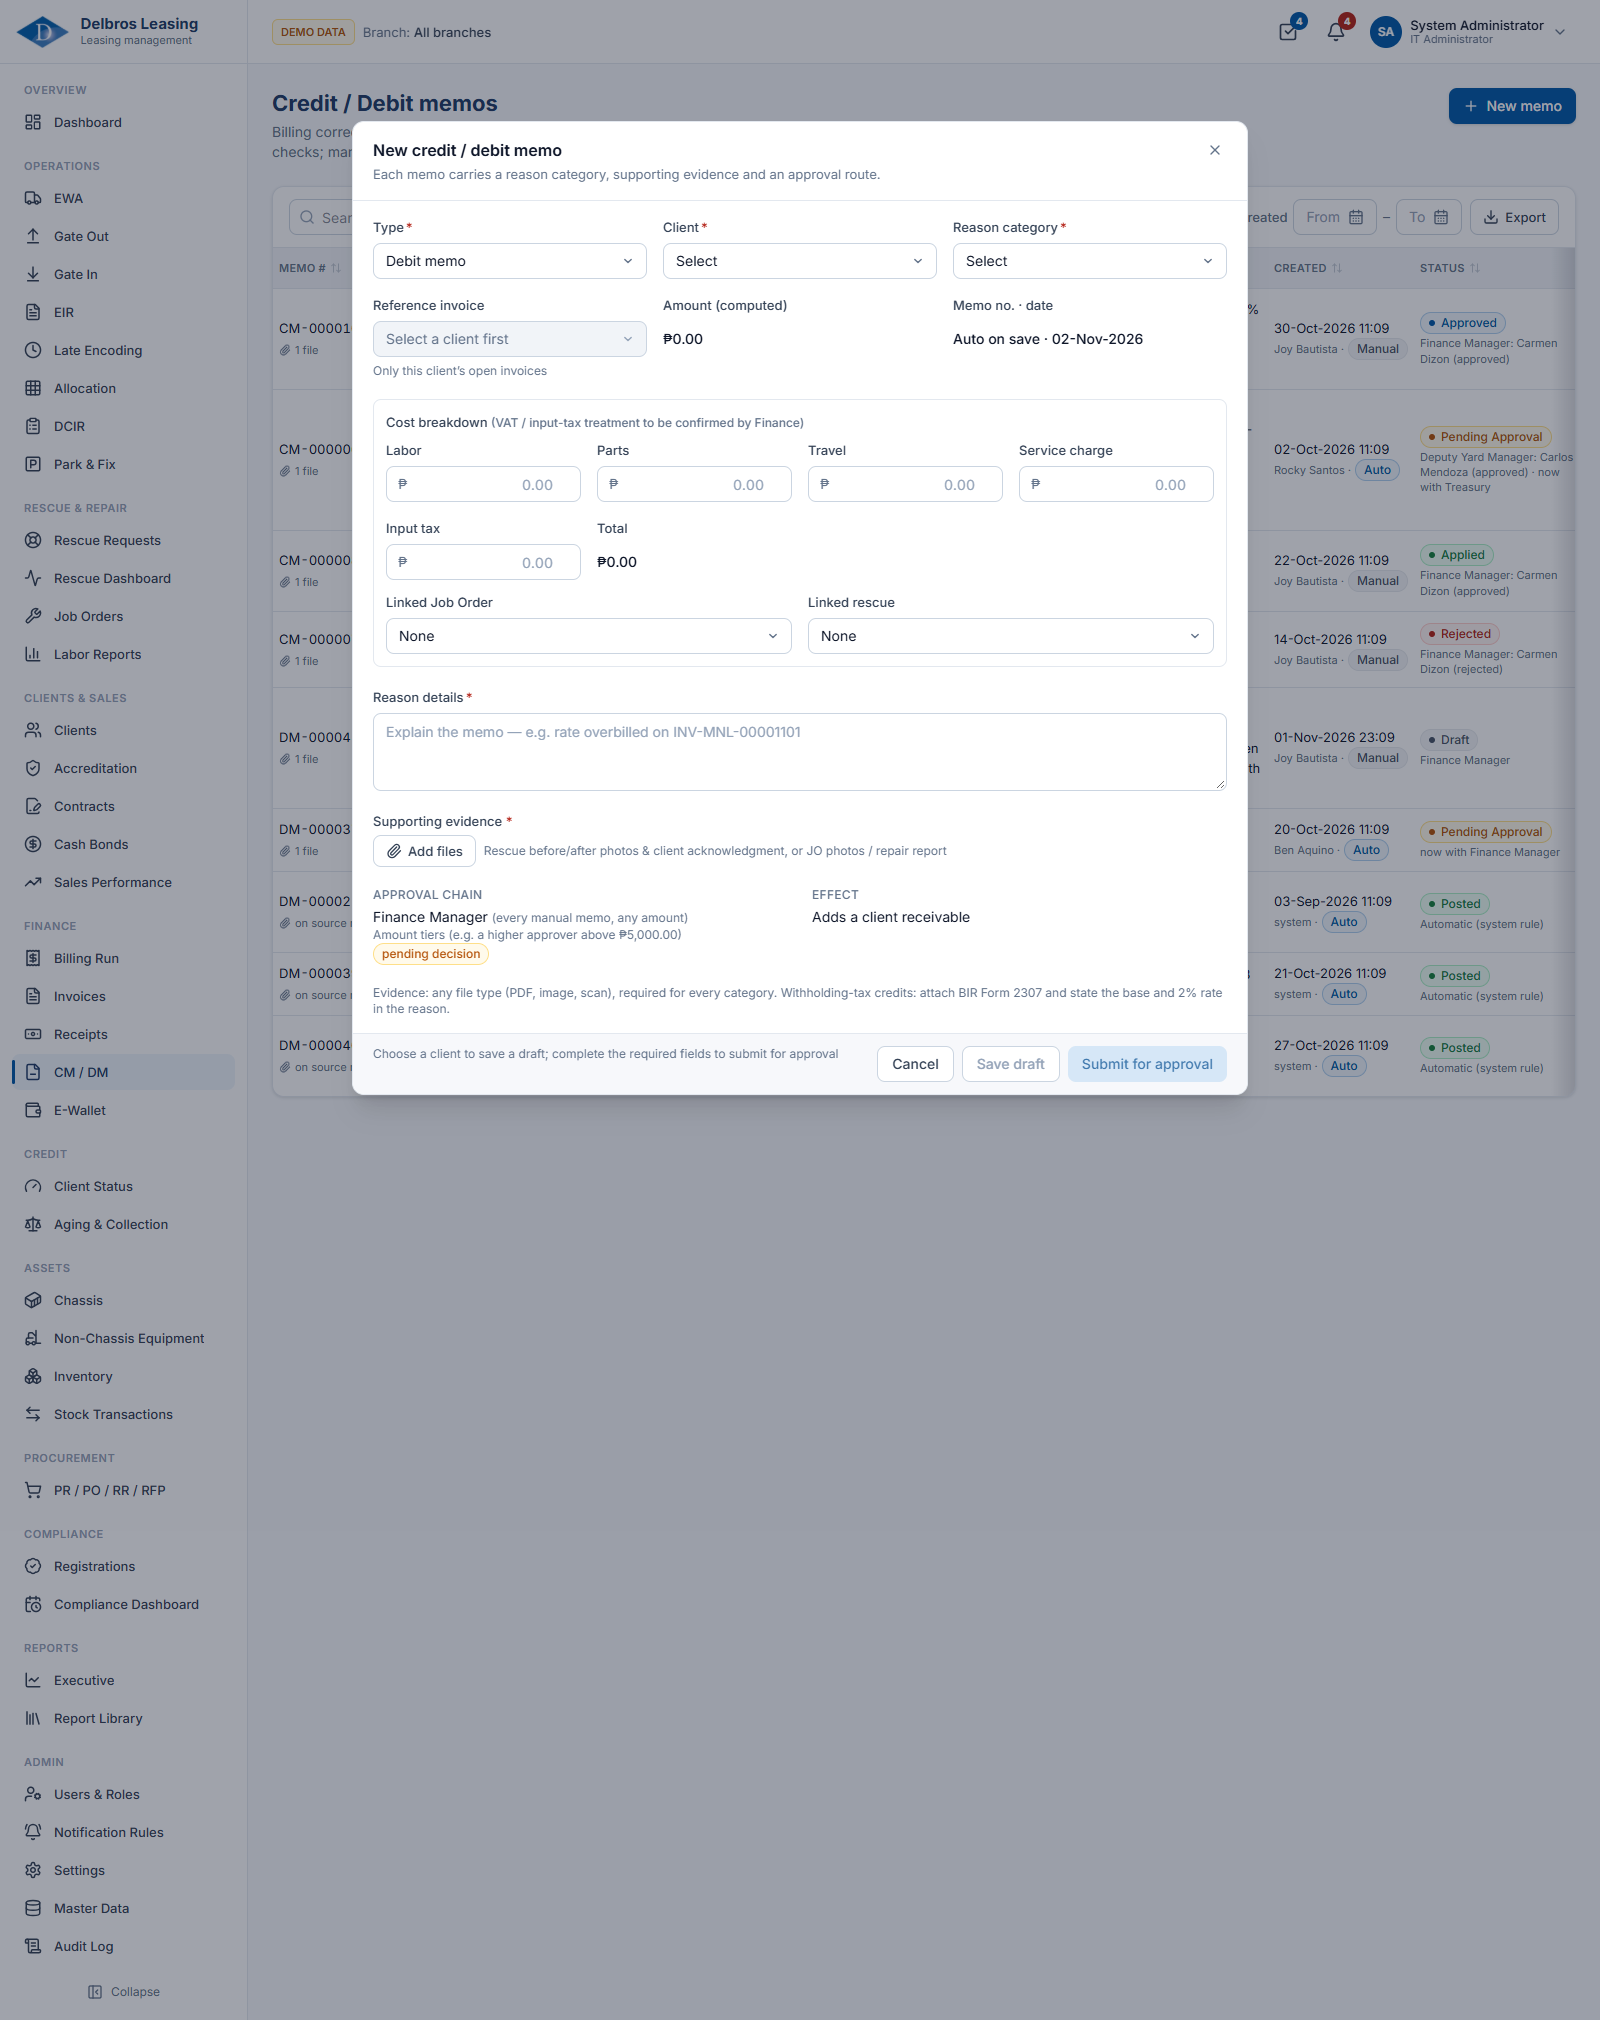 Delbros Leasing
Leasing management
DEMO DATA
Branch: All branches
4
4
SA
System Administrator
IT Administrator
OVERVIEW
Dashboard
OPERATIONS
EWA
Gate Out
Gate In
EIR
Late Encoding
Allocation
DCIR
Park & Fix
RESCUE & REPAIR
Rescue Requests
Rescue Dashboard
Job Orders
Labor Reports
CLIENTS & SALES
Clients
Accreditation
Contracts
Cash Bonds
Sales Performance
FINANCE
Billing Run
Invoices
Receipts
CM / DM
E-Wallet
CREDIT
Client Status
Aging & Collection
ASSETS
Chassis
Non-Chassis Equipment
Inventory
Stock Transactions
PROCUREMENT
PR / PO / RR / RFP
COMPLIANCE
Registrations
Compliance Dashboard
REPORTS
Executive
Report Library
ADMIN
Users & Roles
Notification Rules
Settings
Master Data
Audit Log
Collapse
Credit / Debit memos
New memo
Billing
From
–
To
Export
MEMO #
CREATED
STATUS
1 file
30-Oct-2026 11:09
Joy Bautista · Manual
Approved
Finance Manager: Carmen
Dizon (approved)
1 file
02-Oct-2026 11:09
Rocky Santos · Auto
Pending Approval
Deputy Yard Manager: Carlos
Mendoza (approved) · now
with Treasury
1 file
22-Oct-2026 11:09
Joy Bautista · Manual
Applied
Finance Manager: Carmen
Dizon (approved)
1 file
14-Oct-2026 11:09
Joy Bautista · Manual
Rejected
Finance Manager: Carmen
Dizon (rejected)
1 file
01-Nov-2026 23:09
Joy Bautista · Manual
Draft
Finance Manager
1 file
20-Oct-2026 11:09
Ben Aquino · Auto
Pending Approval
now with Finance Manager
on source
03-Sep-2026 11:09
system · Auto
Posted
Automatic (system rule)
on source
21-Oct-2026 11:09
system · Auto
Posted
Automatic (system rule)
on source
27-Oct-2026 11:09
system · Auto
Posted
Automatic (system rule)
New credit / debit memo
Each memo carries a reason category, supporting evidence and an approval route.
Type *
Client *
Reason category *
Debit memo
Select
Select
Reference invoice
Amount (computed)
Memo no. · date
Select a client first
₱0.00
Auto on save · 02-Nov-2026
Only this client's open invoices
Cost breakdown (VAT / input-tax treatment to be confirmed by Finance)
Labor
Parts
Travel
Service charge
₱ 0.00
₱ 0.00
₱ 0.00
₱ 0.00
Input tax
Total
₱ 0.00
₱0.00
Linked Job Order
Linked rescue
None
None
Reason details *
Explain the memo — e.g. rate overbilled on INV-MNL-00001101
Supporting evidence *
Add files
Rescue before/after photos & client acknowledgment, or JO photos / repair report
APPROVAL CHAIN
EFFECT
Finance Manager (every manual memo, any amount)
Adds a client receivable
Amount tiers (e.g. a higher approver above ₱5,000.00)
pending decision
Evidence: any file type (PDF, image, scan), required for every category. Withholding-tax credits: attach BIR Form 2307 and state the base and 2% rate
in the reason.
Choose a client to save a draft; complete the required fields to submit for approval
Cancel
Save draft
Submit for approval